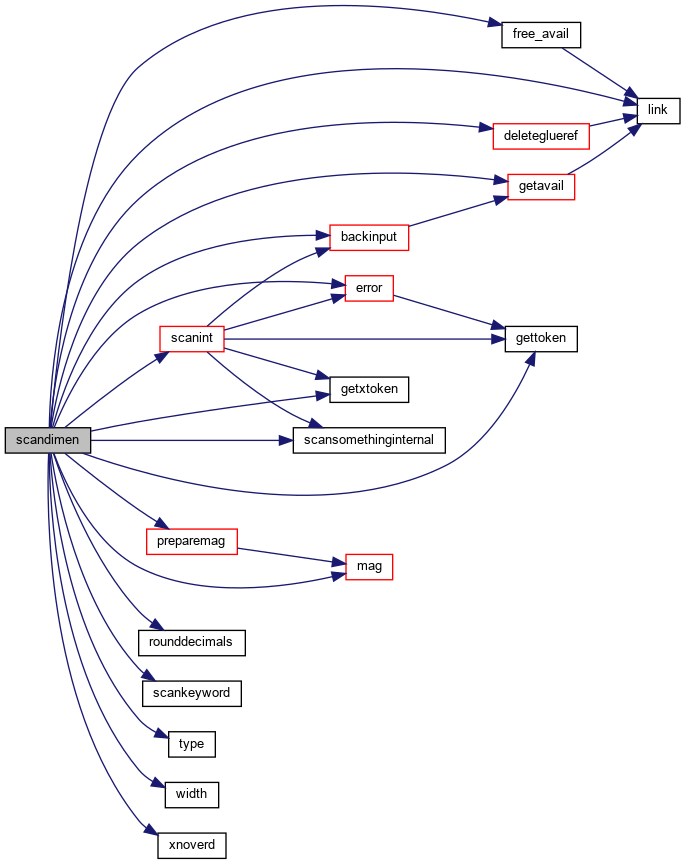 free_avail
link
deleteglueref
getavail
backinput
error
scanint
gettoken
getxtoken
scandimen
scansomethinginternal
preparemag
mag
rounddecimals
scankeyword
type
width
xnoverd